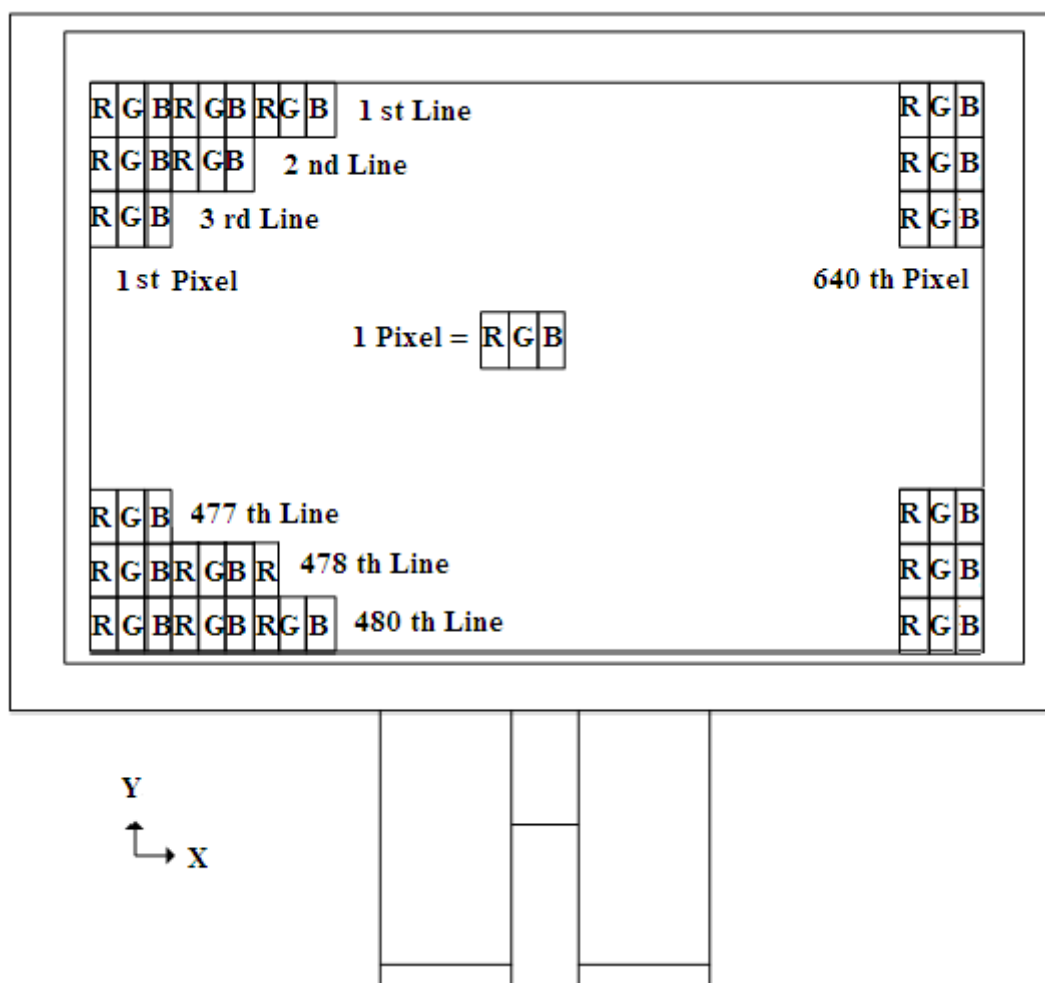 R G B R G B R G B 1 st Line R G B
R G B R G B 2 nd Line R G B
R G B 3 rd Line R G B
1 st Pixel 640 th Pixel
1 Pixel = R G B
R G B 477 th Line R G B
R G B R G B R 478 th Line R G B
R G B R G B R G B 480 th Line R G B
Y
X